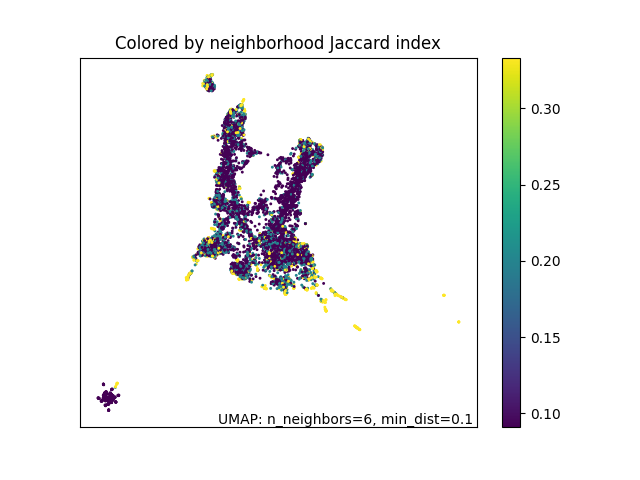 Colored by neighborhood Jaccard index
0.30
0.25
0.20
0.15
0.10
UMAP: n_neighbors=6, min_dist=0.1